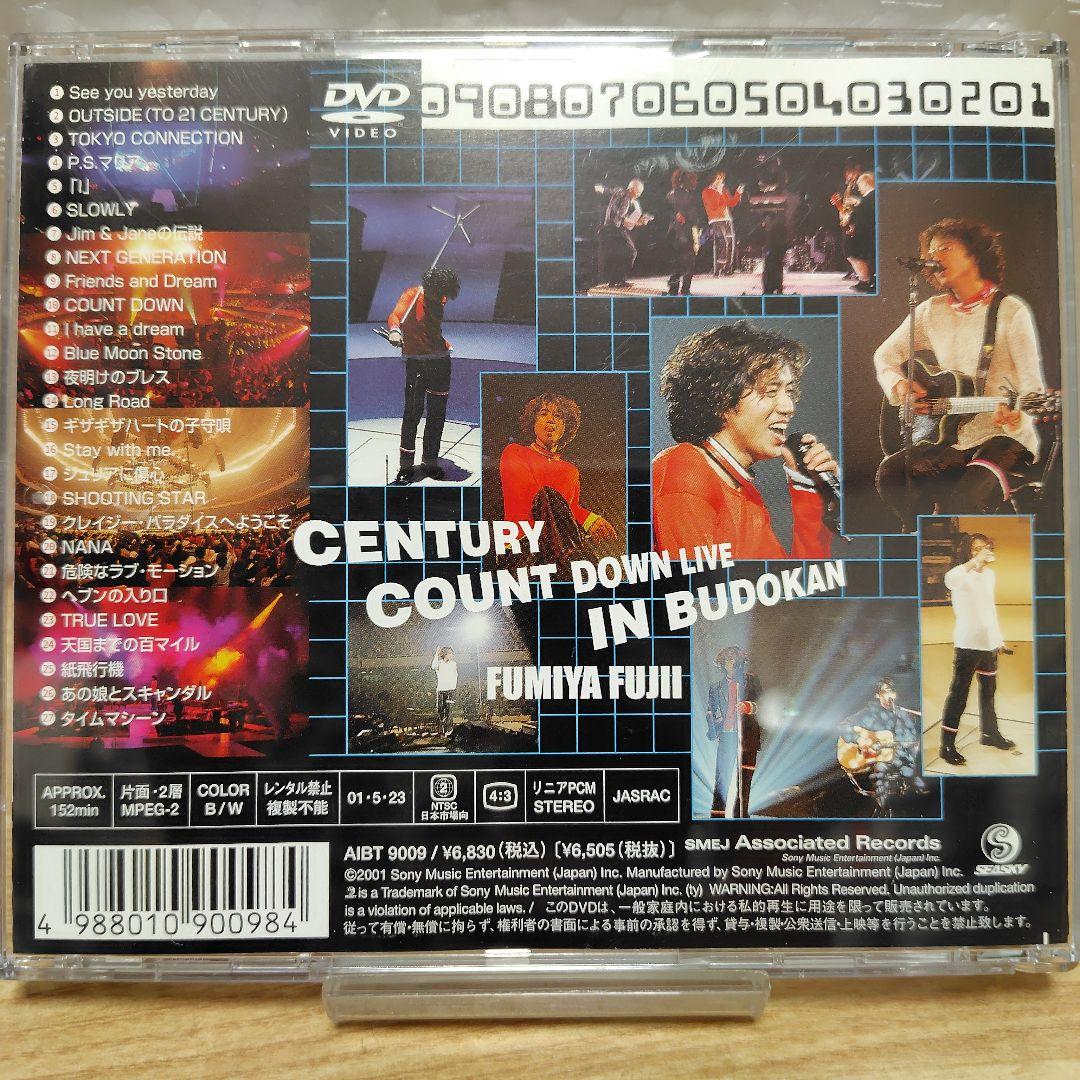 1 See you yesterday
2 OUTSIDE (TO 21 CENTURY)
3 TOKYO CONNECTION
4 P.S.マリア
5 「I」
6 SLOWLY
7 Jim & Janeの伝説
8 NEXT GENERATION
9 Friends and Dream
10 COUNT DOWN
11 I have a dream
12 Blue Moon Stone
13 夜明けのブレス
14 Long Road
15 ギザギザハートの子守唄
16 Stay with me.
17 ジュリアに傷心
18 SHOOTING STAR
19 クレイジー・パラダイスへようこそ
20 NANA
21 危険なラブ・モーション
22 ヘブンの入り口
23 TRUE LOVE
24 天国までの百マイル
25 紙飛行機
26 あの娘とスキャンダル
27 タイムマシーン
DVD
VIDEO
090807060504030201
CENTURY
COUNT DOWN LIVE
IN BUDOKAN
FUMIYA FUJII
APPROX. 152min
片面・2層 MPEG-2
COLOR B/W
レンタル禁止 複製不能
01・5・23
2 NTSC 日本市場向
4:3
リニアPCM STEREO
JASRAC
4 988010 900984
AIBT 9009 / ¥6,830(税込)〔¥6,505(税抜)〕 SMEJ Associated Records
Sony Music Entertainment (Japan) Inc.
SEASKY
©2001 Sony Music Entertainment (Japan) Inc. Manufactured by Sony Music Entertainment (Japan) Inc.
is a Trademark of Sony Music Entertainment (Japan) Inc. (ty) WARNING:All Rights Reserved. Unauthorized duplication
is a violation of applicable laws. / このDVDは、一般家庭内における私的再生に用途を限って販売されています。
従って有償・無償に拘らず、権利者の書面による事前の承認を得ず、貸与・複製・公衆送信・上映等を行うことを禁止致します。